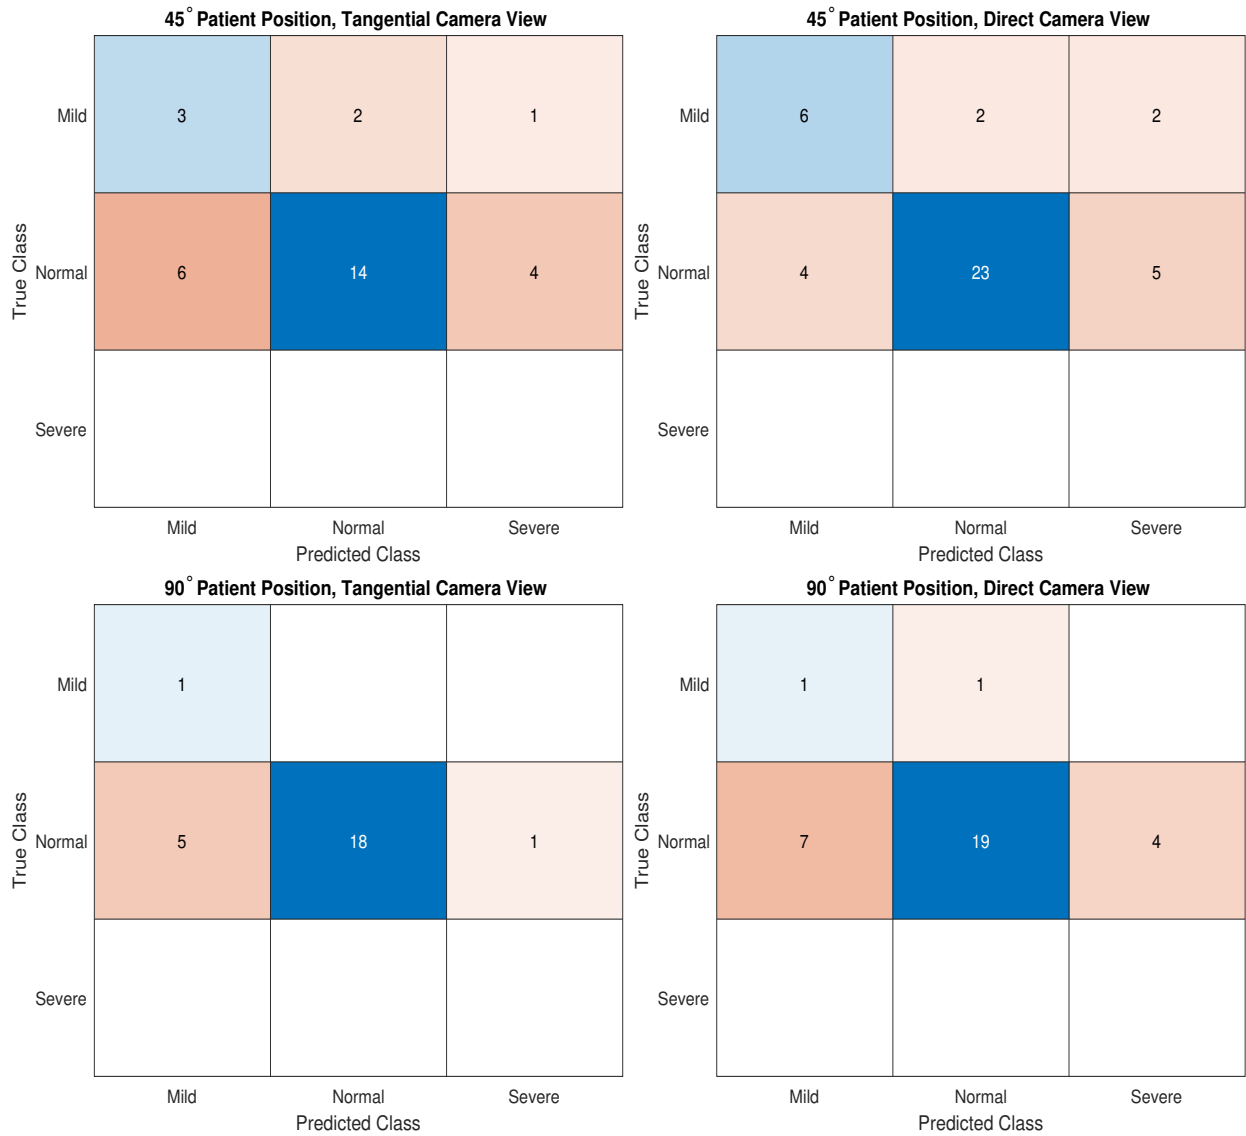 45° Patient Position, Tangential Camera View
Mild
3
2
1
Normal
6
14
4
Severe
True Class
Mild
Normal
Severe
Predicted Class
45° Patient Position, Direct Camera View
Mild
6
2
2
Normal
4
23
5
Severe
True Class
Mild
Normal
Severe
Predicted Class
90° Patient Position, Tangential Camera View
Mild
1
Normal
5
18
1
Severe
True Class
Mild
Normal
Severe
Predicted Class
90° Patient Position, Direct Camera View
Mild
1
1
Normal
7
19
4
Severe
True Class
Mild
Normal
Severe
Predicted Class